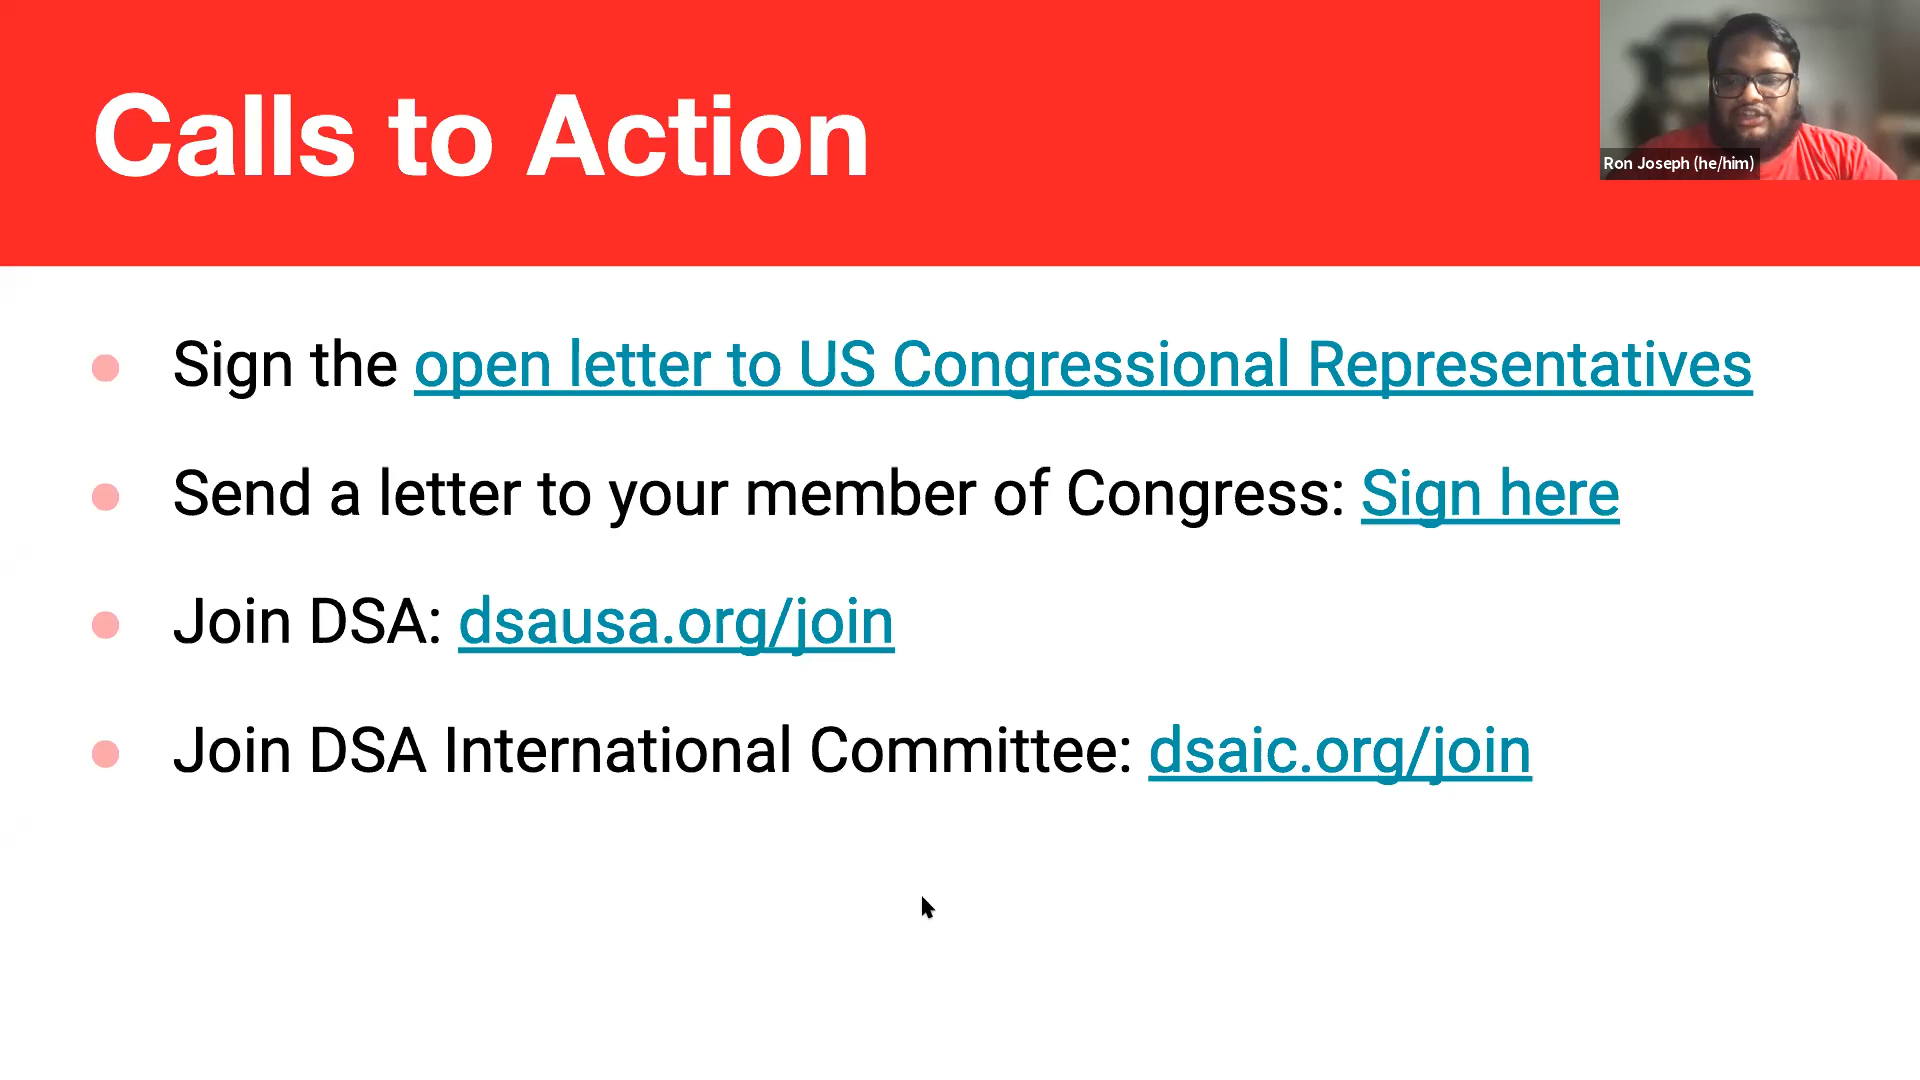 Calls to Action
Ron Joseph (he/him)
Sign the open letter to US Congressional Representatives
Send a letter to your member of Congress: Sign here
Join DSA: dsausa.org/join
Join DSA International Committee: dsaic.org/join